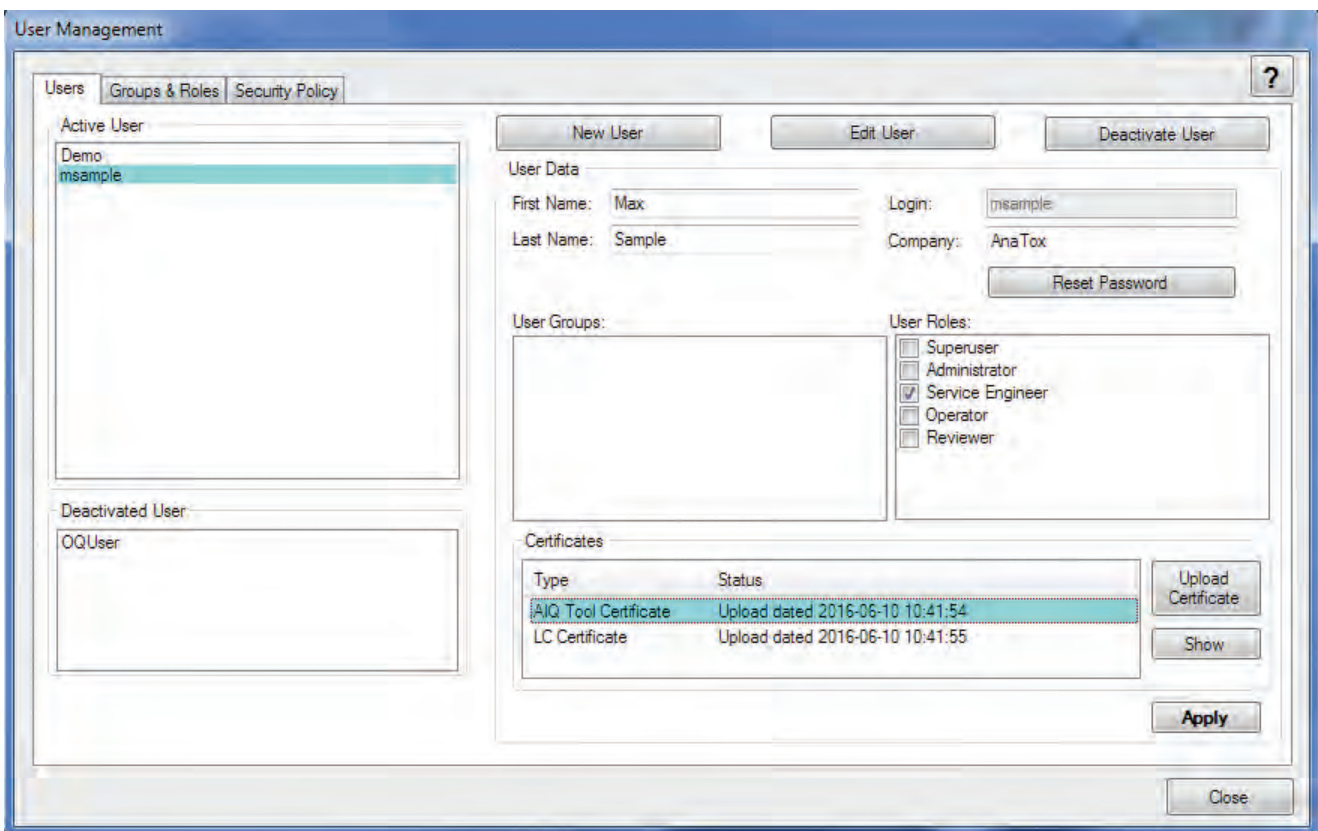 User Management
?
Users Groups & Roles Security Policy
Active User
Demo
msample
New User Edit User Deactivate User
User Data
First Name: Max Login: msample
Last Name: Sample Company: AnaTox
Reset Password
User Groups: User Roles:
Superuser
Administrator
Service Engineer
Operator
Reviewer
Deactivated User
OQUser
Certificates
Type Status
AIQ Tool Certificate Upload dated 2016-06-10 10:41:54
LC Certificate Upload dated 2016-06-10 10:41:55
Upload
Certificate
Show
Apply
Close